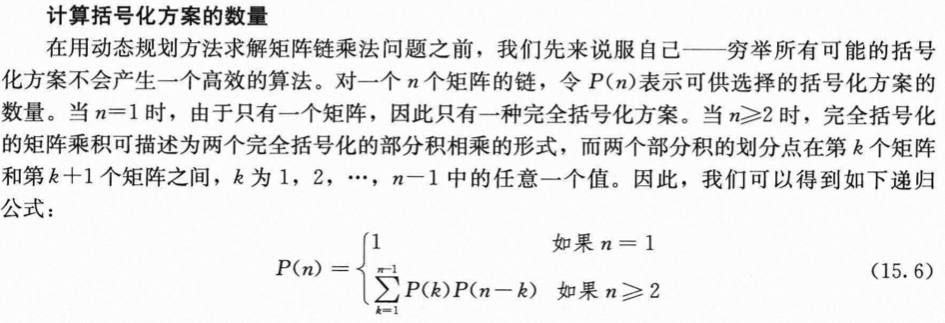 计算括号化方案的数量
在用动态规划方法求解矩阵链乘法问题之前，我们先来说服自己——穷举所有可能的括号
化方案不会产生一个高效的算法。对一个 n 个矩阵的链，令 P(n)表示可供选择的括号化方案的
数量。当 n=1 时，由于只有一个矩阵，因此只有一种完全括号化方案。当 n≥2 时，完全括号化
的矩阵乘积可描述为两个完全括号化的部分积相乘的形式，而两个部分积的划分点在第 k 个矩阵
和第 k+1 个矩阵之间，k 为 1，2，…，n−1 中的任意一个值。因此，我们可以得到如下递归
公式：
P(n) = { 1 如果 n = 1
∑_{k=1}^{n−1} P(k)P(n−k) 如果 n ≥ 2 (15.6)